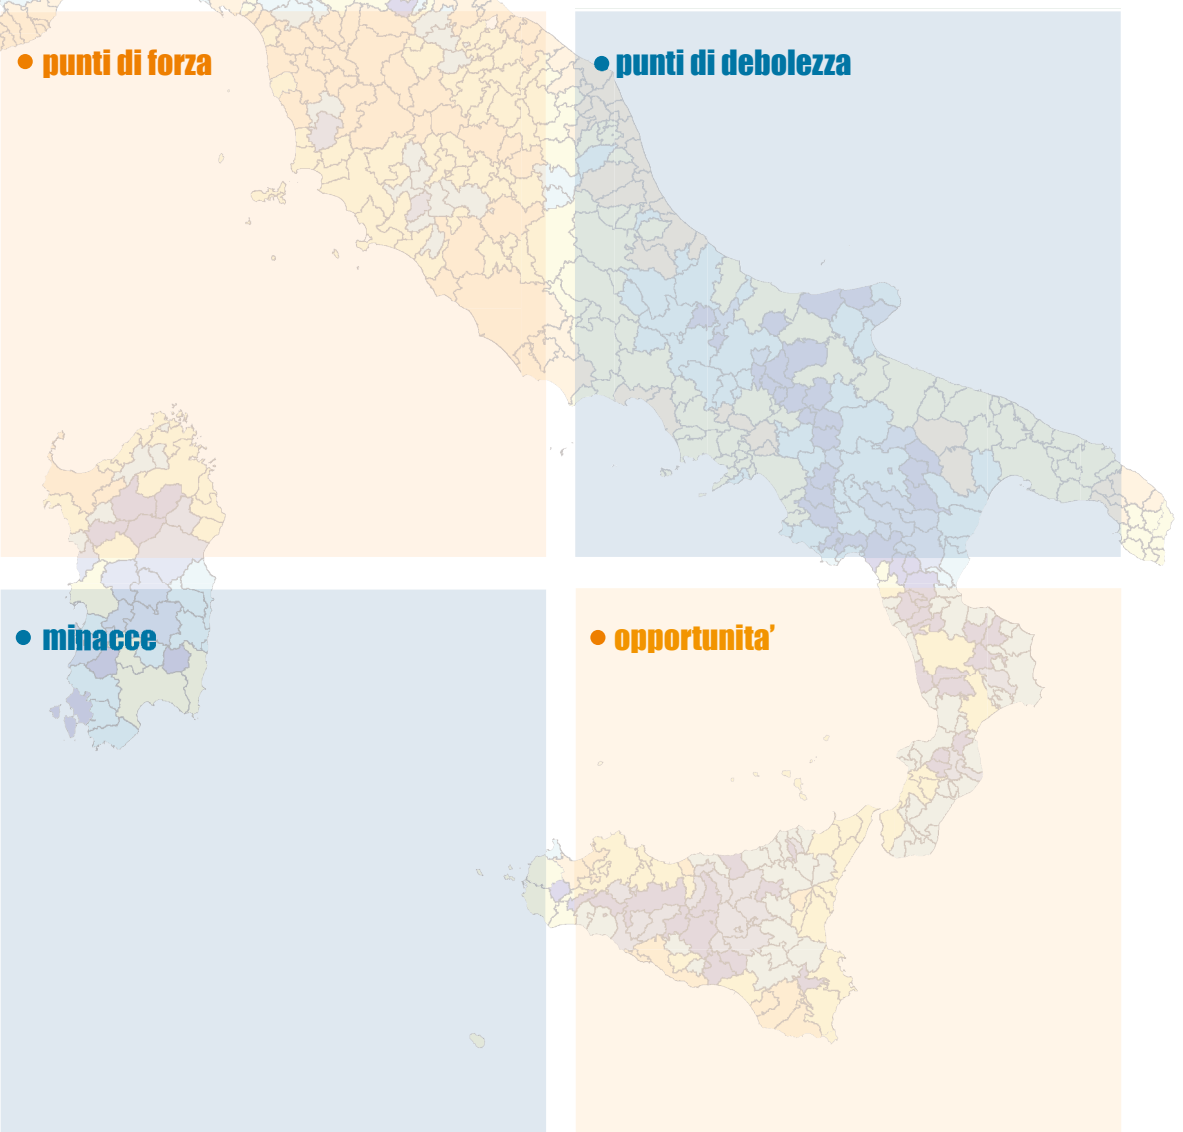 • punti di forza
• punti di debolezza
• minacce
• opportunita’